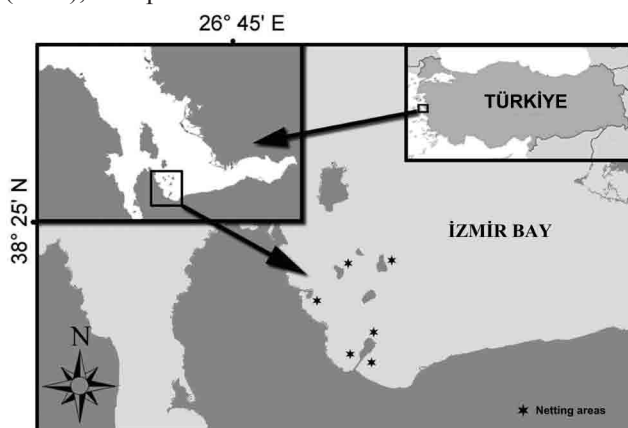 26° 45' E
TÜRKİYE
38° 25' N
İZMİR BAY
N
Netting areas